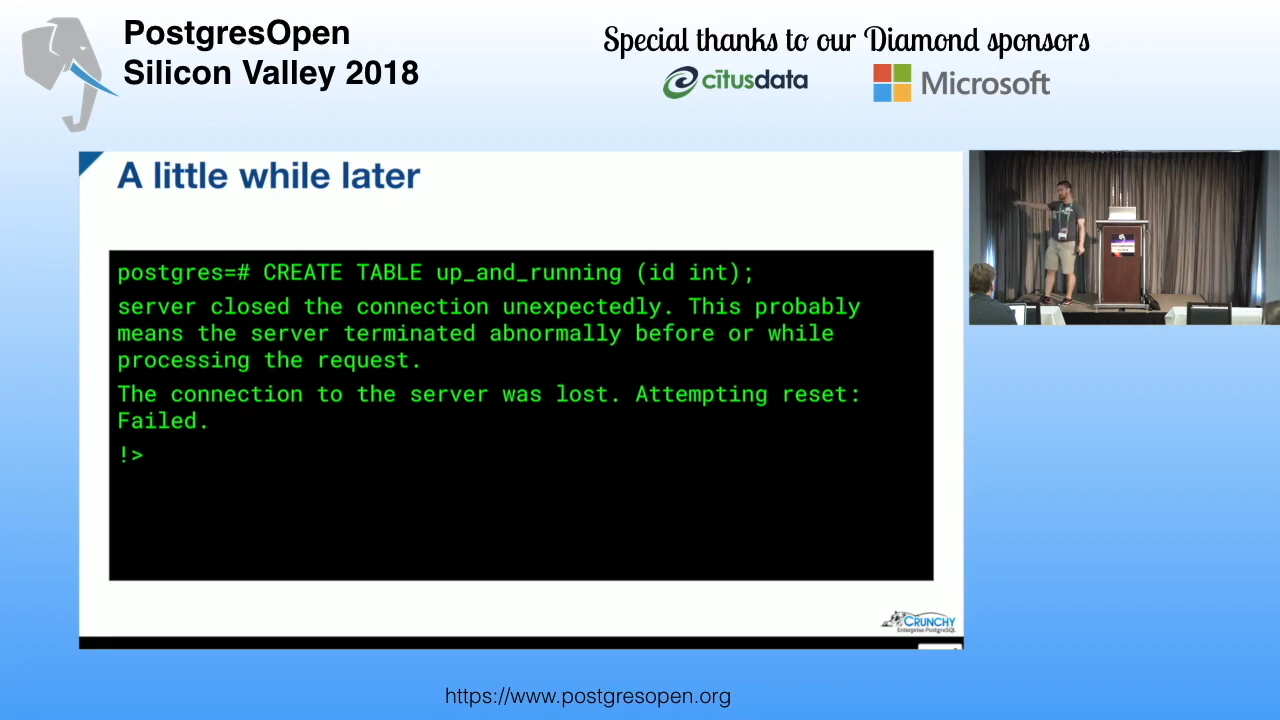 PostgresOpen
Silicon Valley 2018
Special thanks to our Diamond sponsors
citusdata
Microsoft
A little while later
postgres=# CREATE TABLE up_and_running (id int);
server closed the connection unexpectedly. This probably
means the server terminated abnormally before or while
processing the request.
The connection to the server was lost. Attempting reset:
Failed.
!>
CRUNCHY
Enterprise PostgreSQL
https://www.postgresopen.org